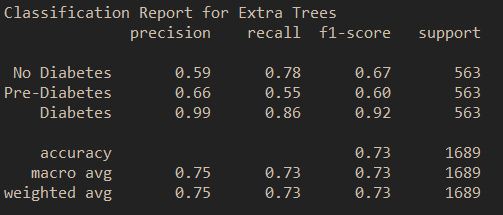 Classification Report for Extra Trees
precision recall f1-score support
No Diabetes 0.59 0.78 0.67 563
Pre-Diabetes 0.66 0.55 0.60 563
Diabetes 0.99 0.86 0.92 563
accuracy 0.73 1689
macro avg 0.75 0.73 0.73 1689
weighted avg 0.75 0.73 0.73 1689